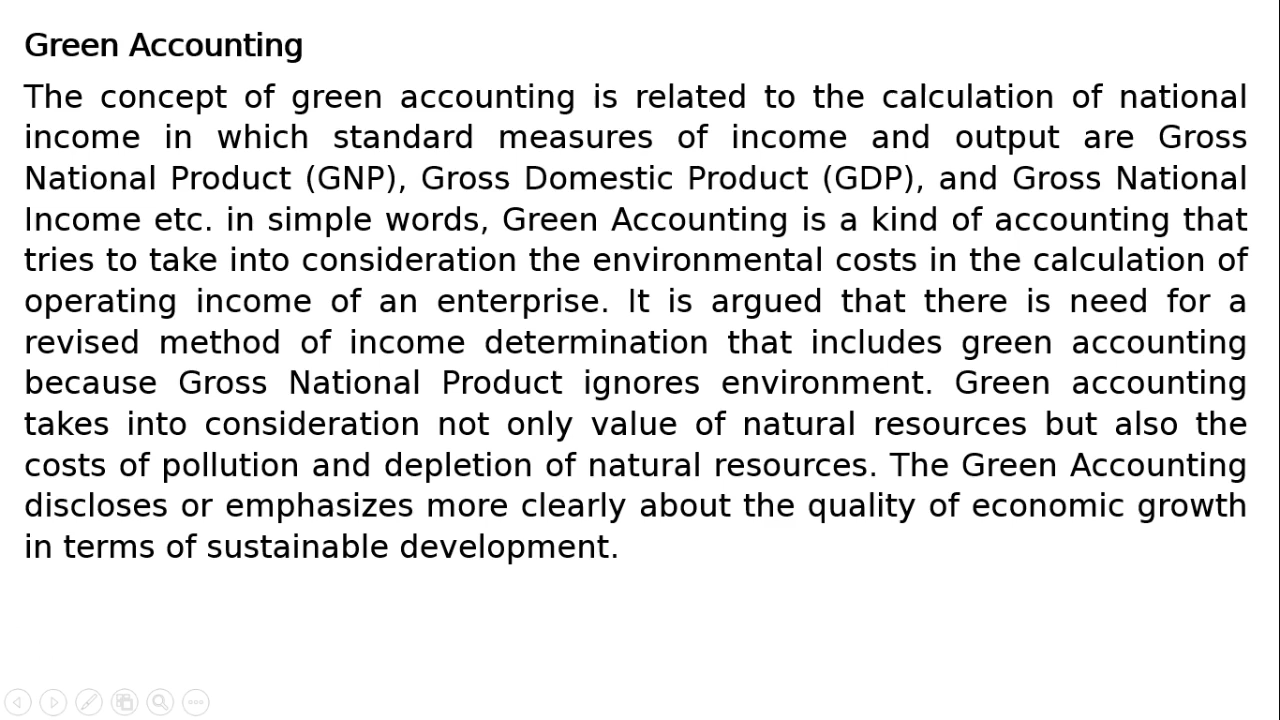 Green Accounting
The concept of green accounting is related to the calculation of national
income in which standard measures of income and output are Gross
National Product (GNP), Gross Domestic Product (GDP), and Gross National
Income etc. in simple words, Green Accounting is a kind of accounting that
tries to take into consideration the environmental costs in the calculation of
operating income of an enterprise. It is argued that there is need for a
revised method of income determination that includes green accounting
because Gross National Product ignores environment. Green accounting
takes into consideration not only value of natural resources but also the
costs of pollution and depletion of natural resources. The Green Accounting
discloses or emphasizes more clearly about the quality of economic growth
in terms of sustainable development.